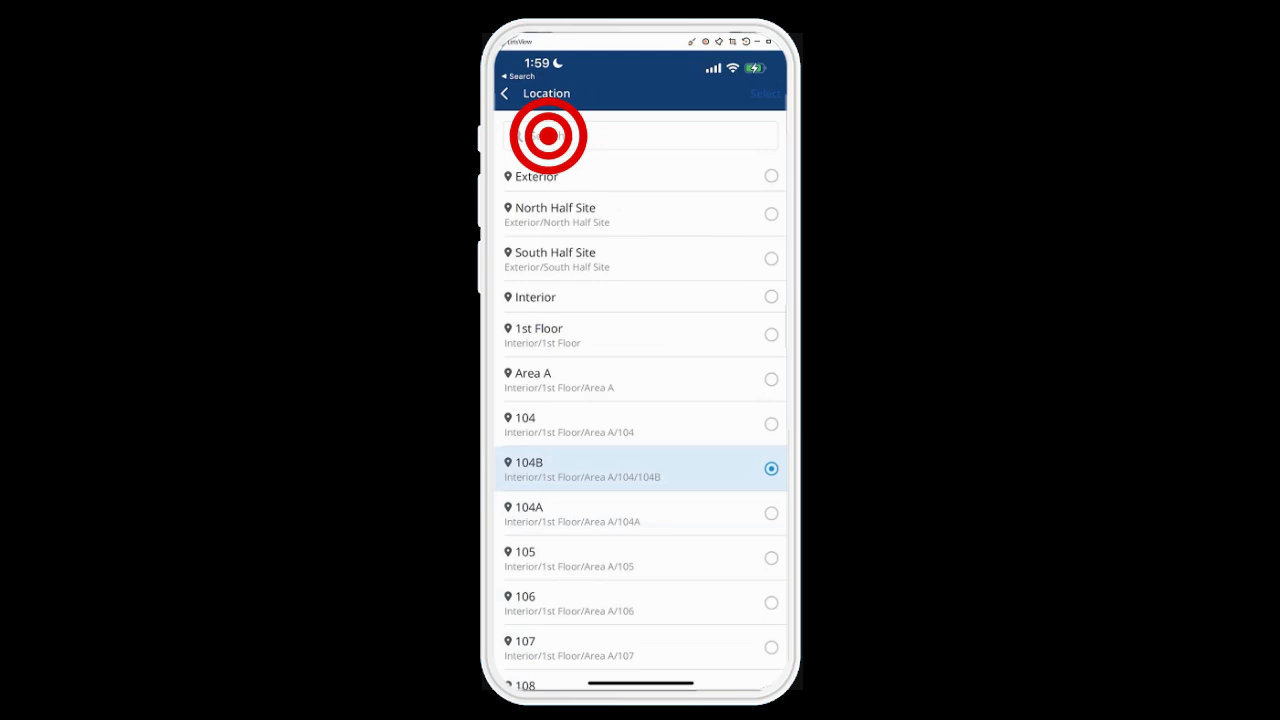 LetsView
1:59
Search
Location
Select
Exterior
North Half Site
Exterior/North Half Site
South Half Site
Exterior/South Half Site
Interior
1st Floor
Interior/1st Floor
Area A
Interior/1st Floor/Area A
104
Interior/1st Floor/Area A/104
104B
Interior/1st Floor/Area A/104/104B
104A
Interior/1st Floor/Area A/104A
105
Interior/1st Floor/Area A/105
106
Interior/1st Floor/Area A/106
107
Interior/1st Floor/Area A/107
108